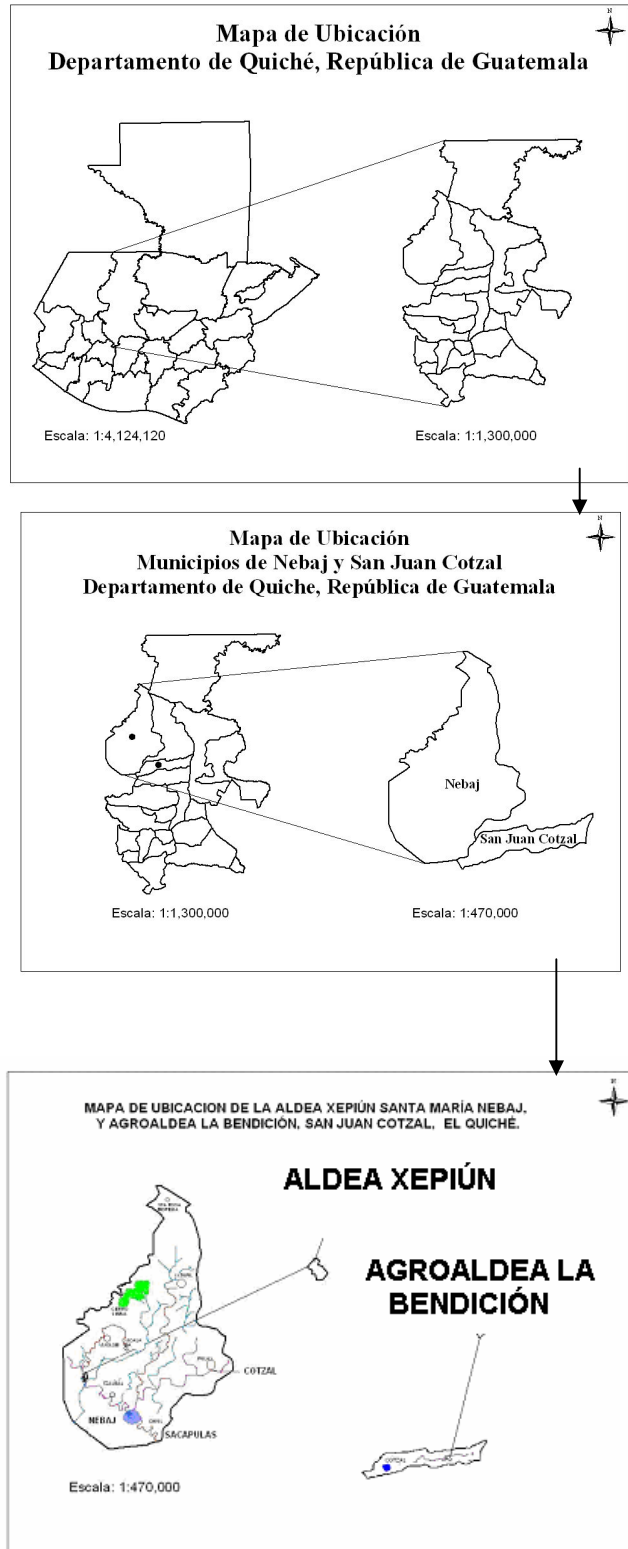 N
Mapa de Ubicación
Departamento de Quiché, República de Guatemala
Escala: 1:4,124,120
Escala: 1:1,300,000
N
Mapa de Ubicación
Municipios de Nebaj y San Juan Cotzal
Departamento de Quiche, República de Guatemala
Nebaj
San Juan Cotzal
Escala: 1:1,300,000
Escala: 1:470,000
N
MAPA DE UBICACION DE LA ALDEA XEPIÚN SANTA MARÍA NEBAJ,
Y AGROALDEA LA BENDICIÓN, SAN JUAN COTZAL, EL QUICHÉ.
ALDEA XEPIÚN
AGROALDEA LA
BENDICIÓN
COTZAL
NEBAJ
SACAPULAS
COTZAL
Escala: 1:470,000